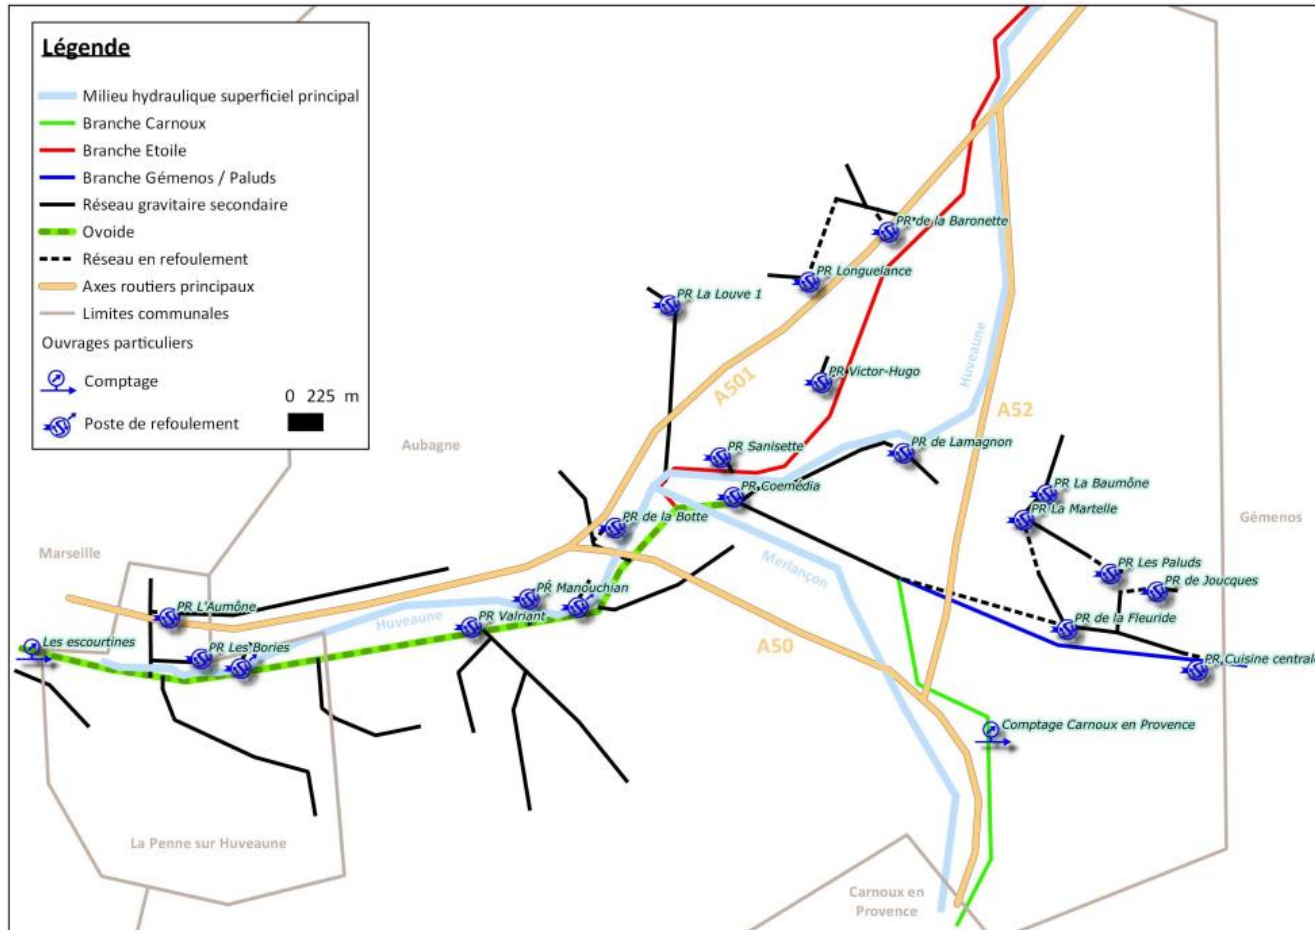 Légende
Milieu hydraulique superficiel principal
Branche Carnoux
Branche Etoile
Branche Gémenos / Paluds
Réseau gravitaire secondaire
Ovoide
Réseau en refoulement
Axes routiers principaux
Limites communales
Ouvrages particuliers
Comptage
0 225 m
Poste de refoulement
PR de la Baronette
PR Longuelance
PR La Louve 1
Huveaune
PR Victor-Hugo
A501
A52
Aubagne
PR Sanisette
PR de Lamagnon
PR Coemédia
PR La Baumône
PR La Martelle
Gémenos
PR de la Botte
Marseille
Merlançon
PR Les Paluds
PR de Joucques
PR Manouchian
PR L'Aumône
PR Valriant
Huveaune
PR de la Fleuride
Les escourtines
PR Les Bories
A50
PR Cuisine centrale
Comptage Carnoux en Provence
La Penne sur Huveaune
Carnoux en
Provence